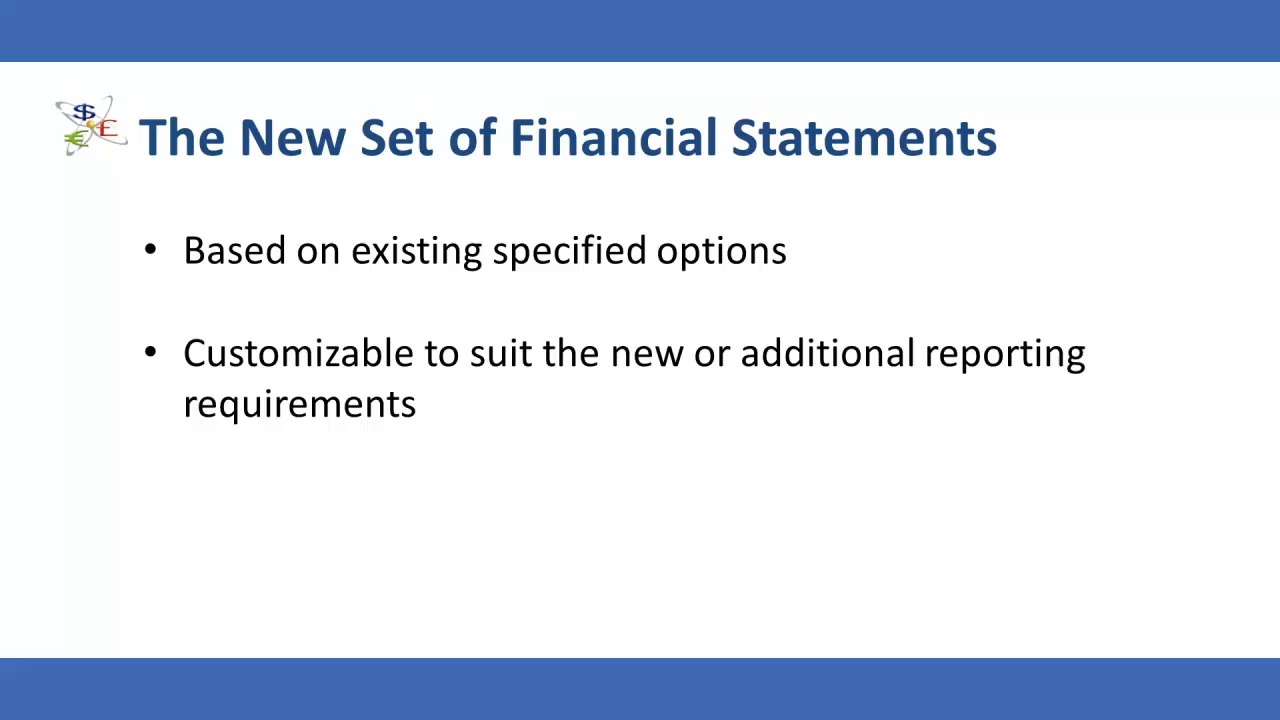 $
€ £
The New Set of Financial Statements
• Based on existing specified options
• Customizable to suit the new or additional reporting
requirements